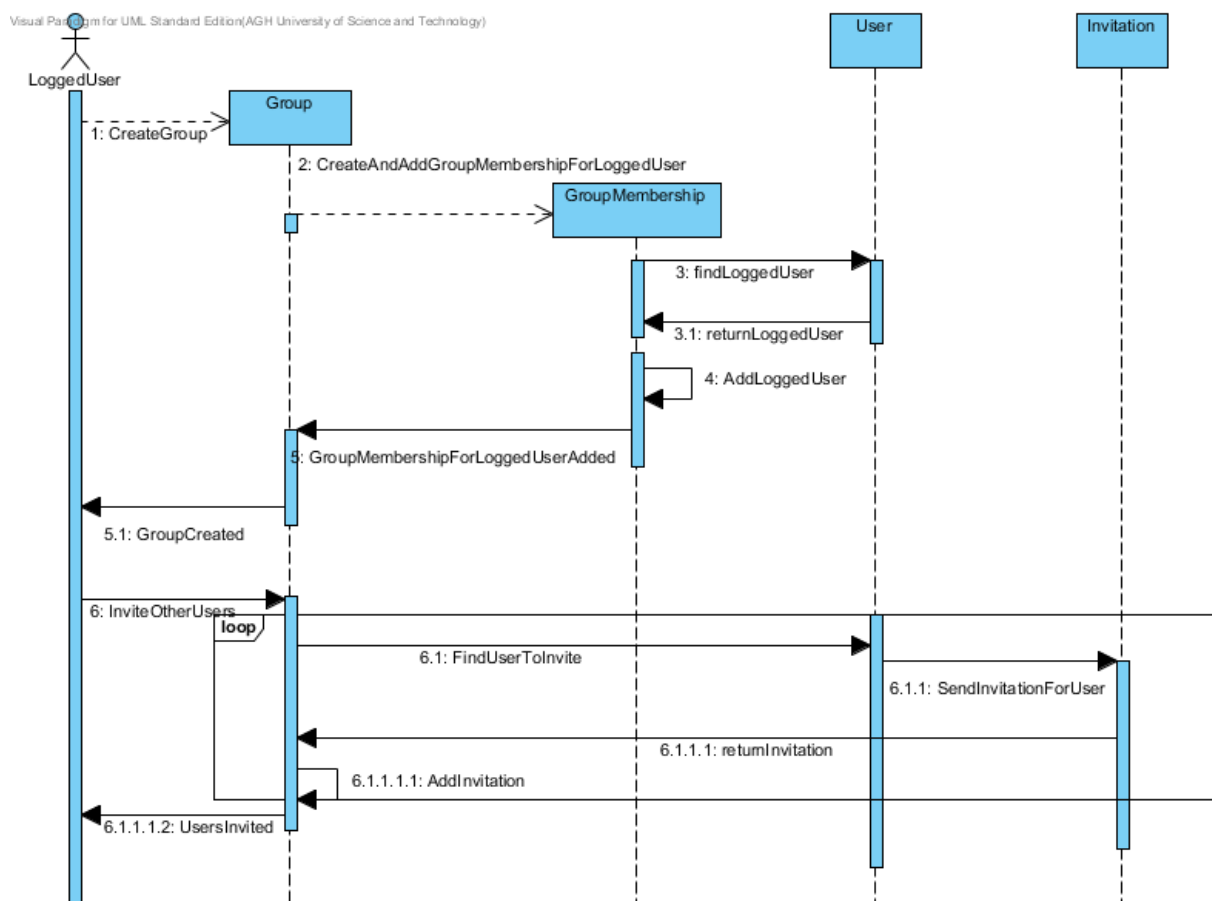 Visual Paradigm for UML Standard Edition(AGH University of Science and Technology)
User
Invitation
LoggedUser
Group
1: CreateGroup
2: CreateAndAddGroupMembershipForLoggedUser
GroupMembership
3: findLoggedUser
3.1: returnLoggedUser
4: AddLoggedUser
5: GroupMembershipForLoggedUserAdded
5.1: GroupCreated
6: InviteOtherUsers
loop
6.1: FindUserToInvite
6.1.1: SendInvitationForUser
6.1.1.1: returnInvitation
6.1.1.1.1: AddInvitation
6.1.1.1.2: UsersInvited